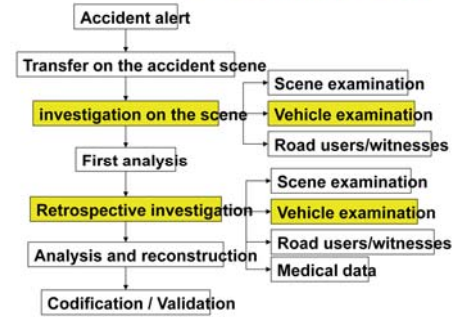 Accident alert
Transfer on the accident scene
investigation on the scene
Scene examination
Vehicle examination
Road users/witnesses
First analysis
Retrospective investigation
Scene examination
Vehicle examination
Road users/witnesses
Medical data
Analysis and reconstruction
Codification / Validation